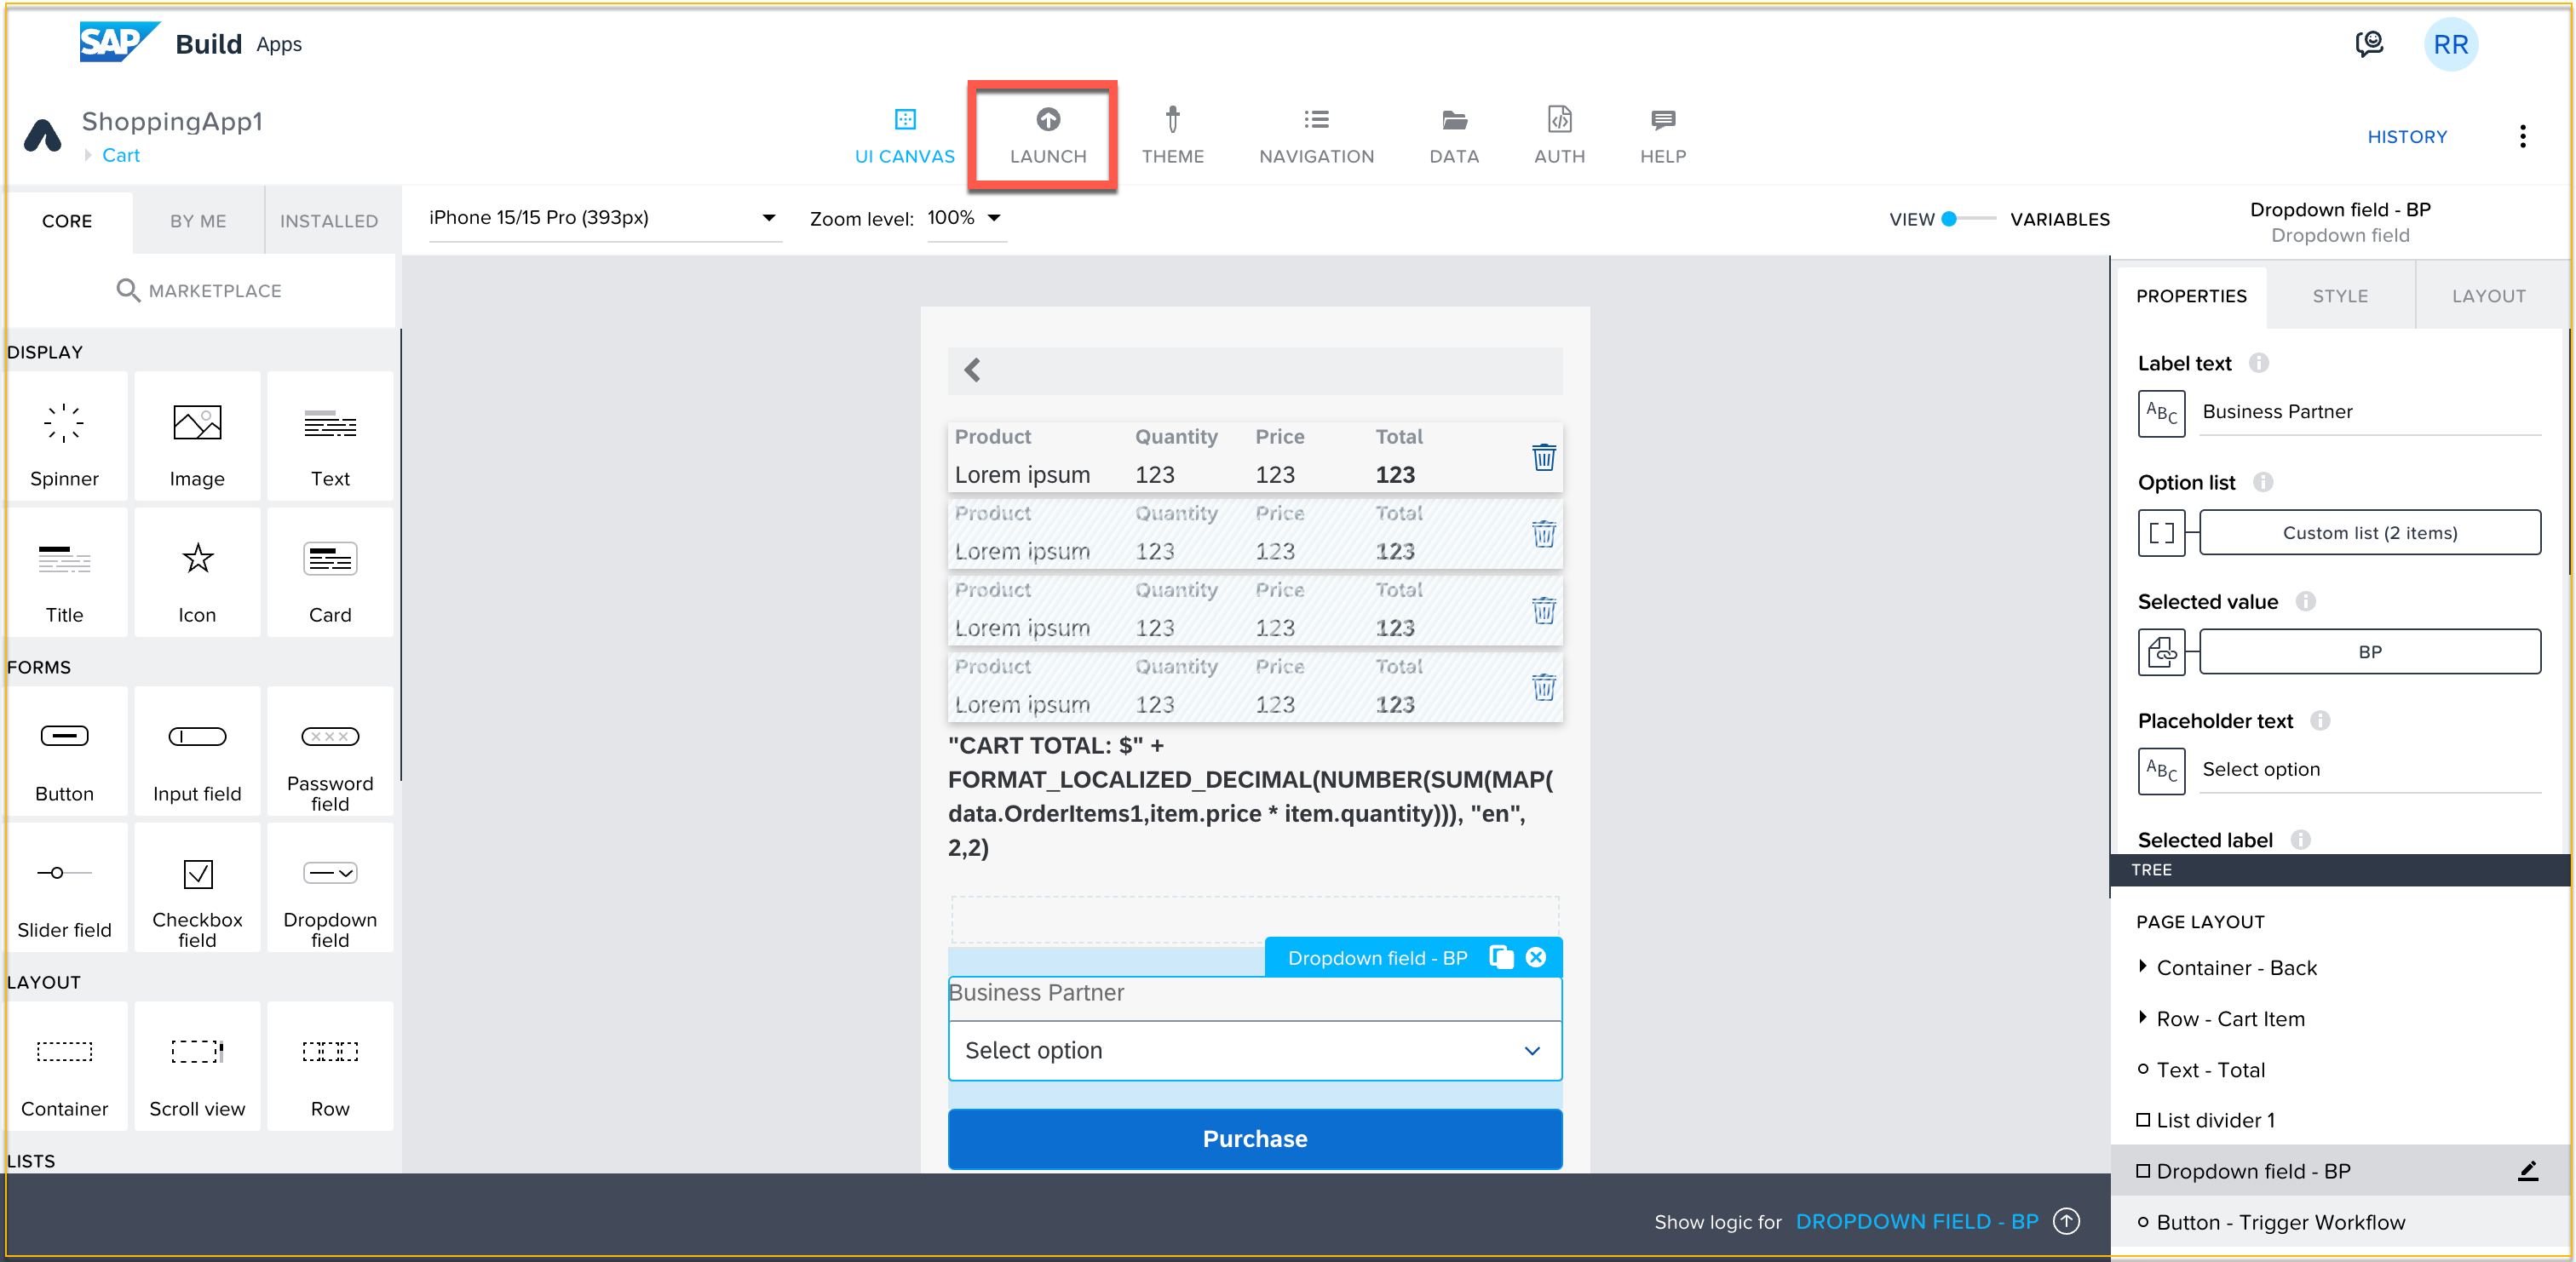 SAP Build Apps
RR
ShoppingApp1
Cart
UI CANVAS
LAUNCH
THEME
NAVIGATION
DATA
AUTH
HELP
HISTORY
CORE
BY ME
INSTALLED
MARKETPLACE
DISPLAY
Spinner
Image
Text
Title
Icon
Card
FORMS
Button
Input field
Password
field
Slider field
Checkbox
field
Dropdown
field
LAYOUT
Container
Scroll view
Row
LISTS
iPhone 15/15 Pro (393px)
Zoom level: 100%
VIEW
VARIABLES
Product Quantity Price Total
Lorem ipsum 123 123 123
Product Quantity Price Total
Lorem ipsum 123 123 123
Product Quantity Price Total
Lorem ipsum 123 123 123
Product Quantity Price Total
Lorem ipsum 123 123 123
"CART TOTAL: $" +
FORMAT_LOCALIZED_DECIMAL(NUMBER(SUM(MAP(
data.OrderItems1,item.price * item.quantity))), "en",
2,2)
Dropdown field - BP
Business Partner
Select option
Purchase
Show logic for DROPDOWN FIELD - BP
Dropdown field - BP
Dropdown field
PROPERTIES
STYLE
LAYOUT
Label text
ABC
Business Partner
Option list
Custom list (2 items)
Selected value
BP
Placeholder text
ABC
Select option
Selected label
TREE
PAGE LAYOUT
Container - Back
Row - Cart Item
Text - Total
List divider 1
Dropdown field - BP
Button - Trigger Workflow